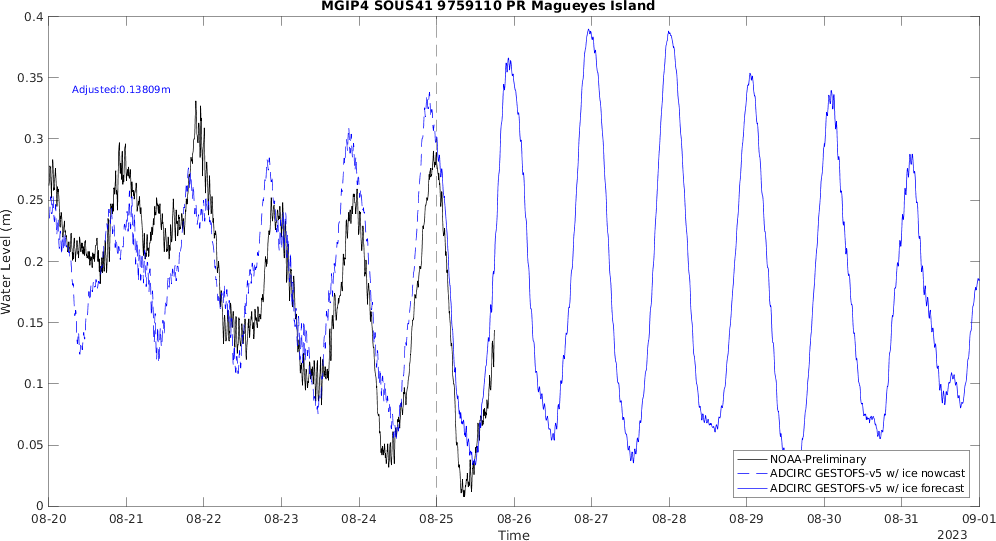 MGIP4 SOUS41 9759110 PR Magueyes Island
Water Level (m)
0.4
0.35
0.3
0.25
0.2
0.15
0.1
0.05
0
Adjusted:0.13809m
NOAA-Preliminary
ADCIRC GESTOFS-v5 w/ ice nowcast
ADCIRC GESTOFS-v5 w/ ice forecast
08-20 08-21 08-22 08-23 08-24 08-25 08-26 08-27 08-28 08-29 08-30 08-31 09-01
Time
2023